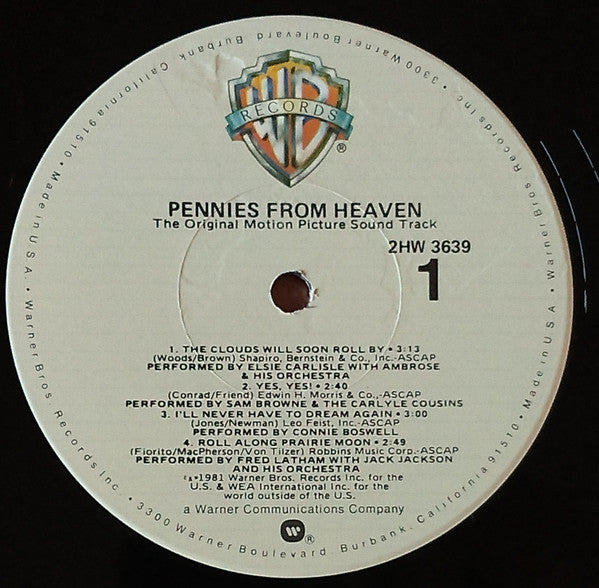 WB
RECORDS
®
PENNIES FROM HEAVEN
The Original Motion Picture Sound Track
2HW 3639
1
1. THE CLOUDS WILL SOON ROLL BY • 3:13
(Woods/Brown) Shapiro, Bernstein & Co., Inc.-ASCAP
PERFORMED BY ELSIE CARLISLE WITH AMBROSE
& HIS ORCHESTRA
2. YES, YES! • 2:40
(Conrad/Friend) Edwin H. Morris & Co.,-ASCAP
PERFORMED BY SAM BROWNE & THE CARLYLE COUSINS
3. I'LL NEVER HAVE TO DREAM AGAIN • 3:00
(Jones/Newman) Leo Feist, Inc.-ASCAP
PERFORMED BY CONNIE BOSWELL
4. ROLL ALONG PRAIRIE MOON • 2:49
(Fiorito/MacPherson/Von Tilzer) Robbins Music Corp.-ASCAP
PERFORMED BY FRED LATHAM WITH JACK JACKSON
AND HIS ORCHESTRA
℗•1981 Warner Bros. Records Inc. for the
U.S. & WEA International Inc. for the
world outside of the U.S.
a Warner Communications Company
®
Warner Bros. Records Inc. • 3300 Warner Boulevard Burbank, California 91510 • Made in U.S.A. • Warner Bros. Records Inc. • 3300 Warner Boulevard, Burbank, California 91510 • Made in U.S.A. •